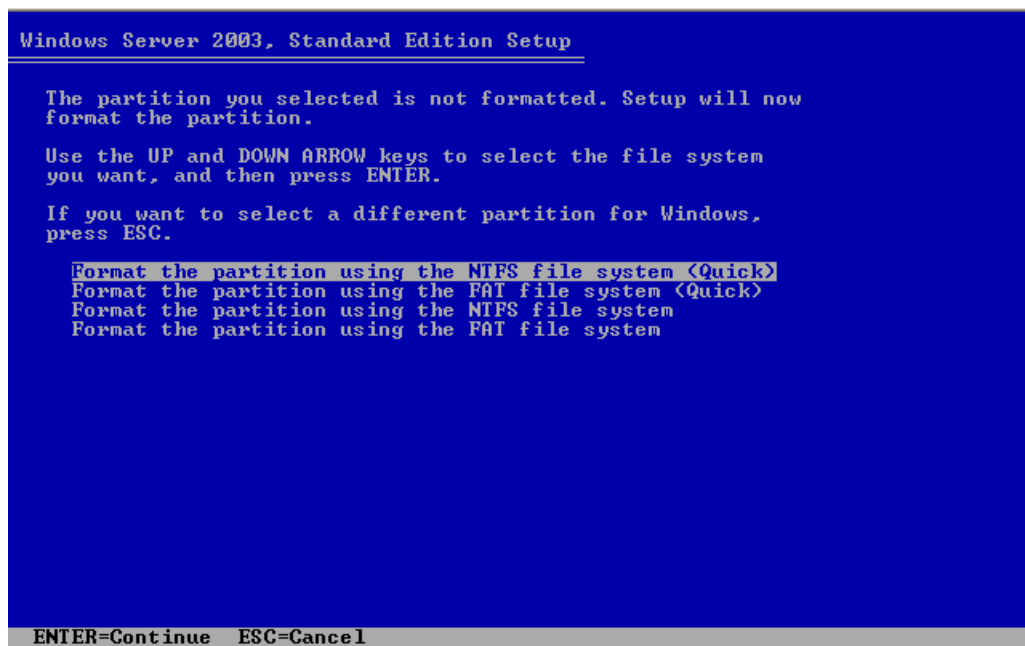 Windows Server 2003, Standard Edition Setup
The partition you selected is not formatted. Setup will now
format the partition.
Use the UP and DOWN ARROW keys to select the file system
you want, and then press ENTER.
If you want to select a different partition for Windows,
press ESC.
Format the partition using the NTFS file system (Quick)
Format the partition using the FAT file system (Quick)
Format the partition using the NTFS file system
Format the partition using the FAT file system
ENTER=Continue ESC=Cancel